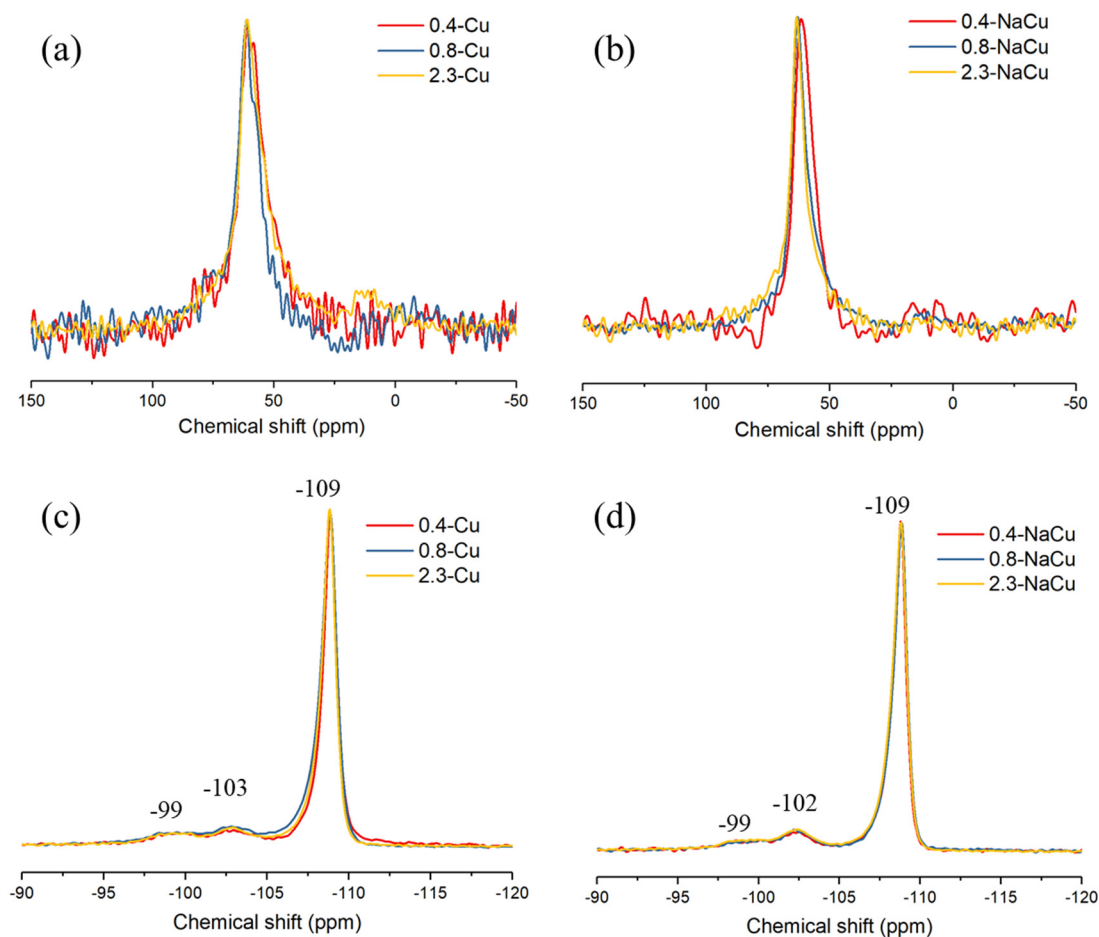 (a)
0.4-Cu
0.8-Cu
2.3-Cu
150 100 50 0 -50
Chemical shift (ppm)
(b)
0.4-NaCu
0.8-NaCu
2.3-NaCu
150 100 50 0 -50
Chemical shift (ppm)
(c)
-109
0.4-Cu
0.8-Cu
2.3-Cu
-99
-103
-90 -95 -100 -105 -110 -115 -120
Chemical shift (ppm)
(d)
-109
0.4-NaCu
0.8-NaCu
2.3-NaCu
-99
-102
-90 -95 -100 -105 -110 -115 -120
Chemical shift (ppm)